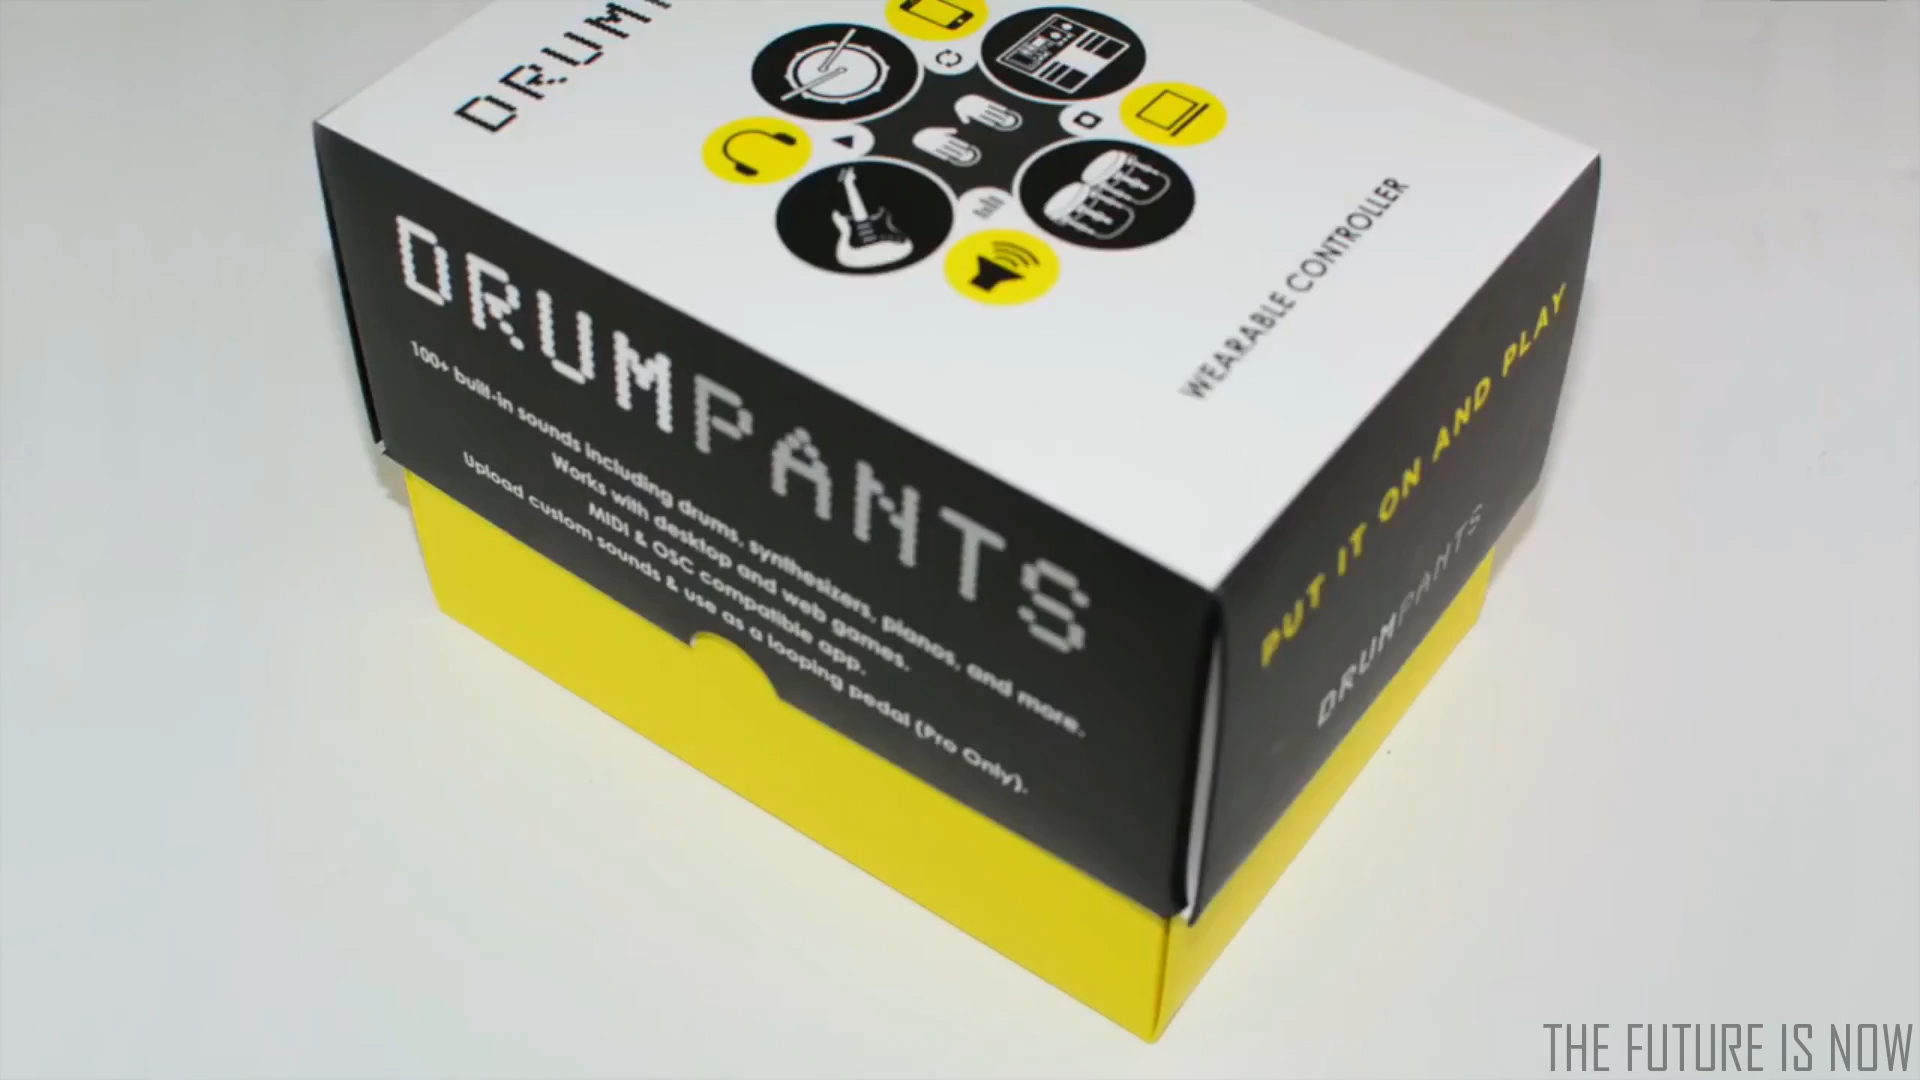 DRUM
WEARABLE CONTROLLER
DRUMPANTS
100+ built-in sounds including drums, synthesizers, pianos, and more.
Works with desktop and web games.
MIDI & OSC compatible app.
Upload custom sounds & use as a looping pedal (Pro Only).
PUT IT ON AND PLAY
DRUMPANTS
THE FUTURE IS NOW